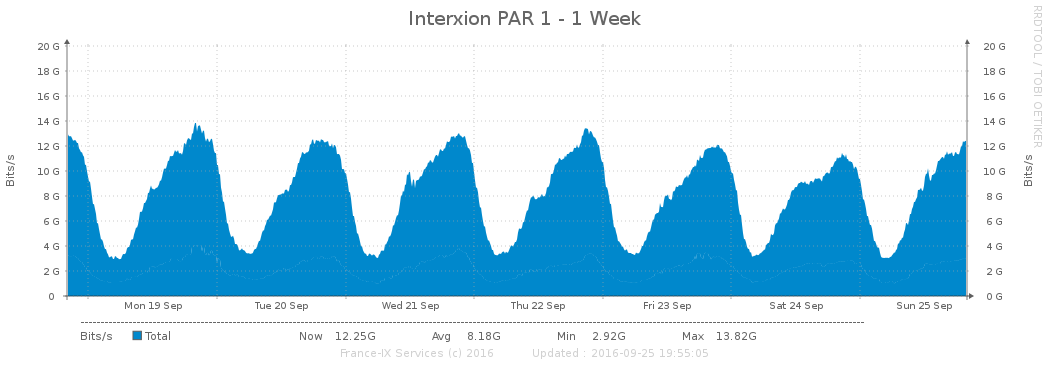 Interxion PAR 1 - 1 Week
RRDTOOL / TOBI OETIKER
Bits/s
20 G
18 G
16 G
14 G
12 G
10 G
8 G
6 G
4 G
2 G
0
20 G
18 G
16 G
14 G
12 G
10 G
8 G
6 G
4 G
2 G
0 G
Bits/s
Mon 19 Sep Tue 20 Sep Wed 21 Sep Thu 22 Sep Fri 23 Sep Sat 24 Sep Sun 25 Sep
Bits/s Total Now 12.25G Avg 8.18G Min 2.92G Max 13.82G
France-IX Services (c) 2016 Updated : 2016-09-25 19:55:05